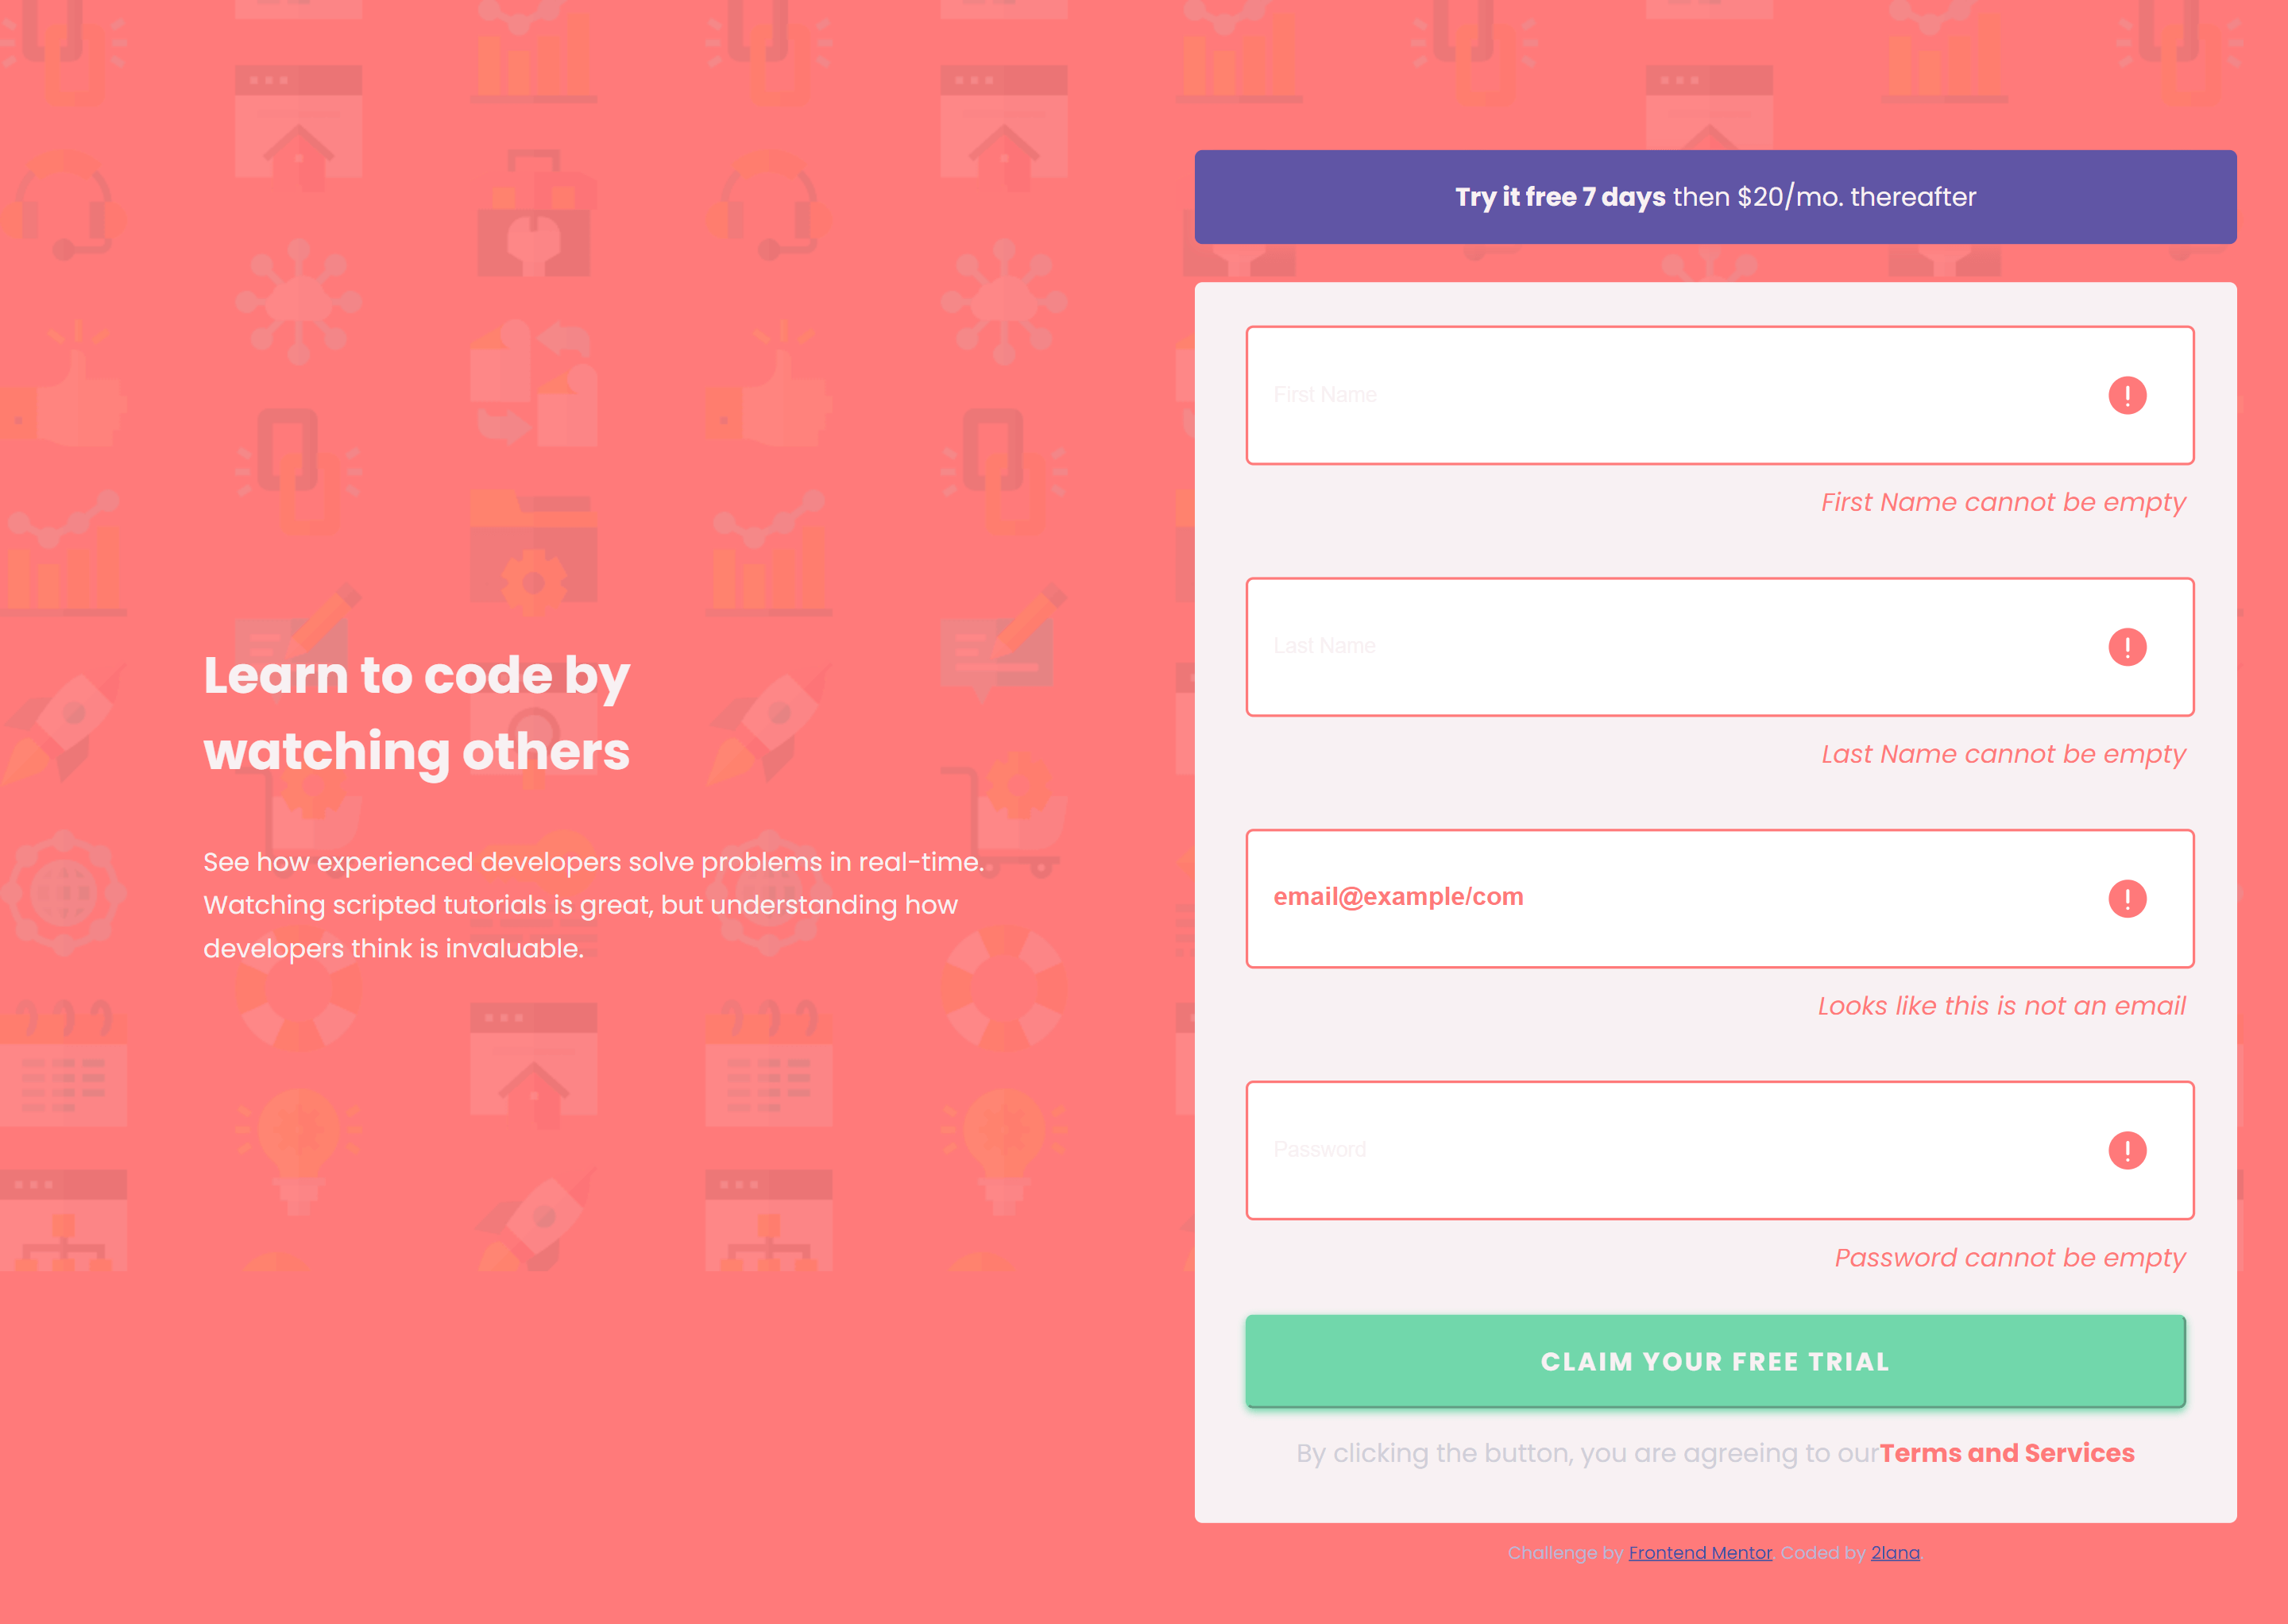 Learn to code by
watching others
See how experienced developers solve problems in real-time.
Watching scripted tutorials is great, but understanding how
developers think is invaluable.
Try it free 7 days then $20/mo. thereafter
First Name
First Name cannot be empty
Last Name
Last Name cannot be empty
email@example/com
Looks like this is not an email
Password
Password cannot be empty
CLAIM YOUR FREE TRIAL
By clicking the button, you are agreeing to ourTerms and Services
Challenge by Frontend Mentor. Coded by 2lana.